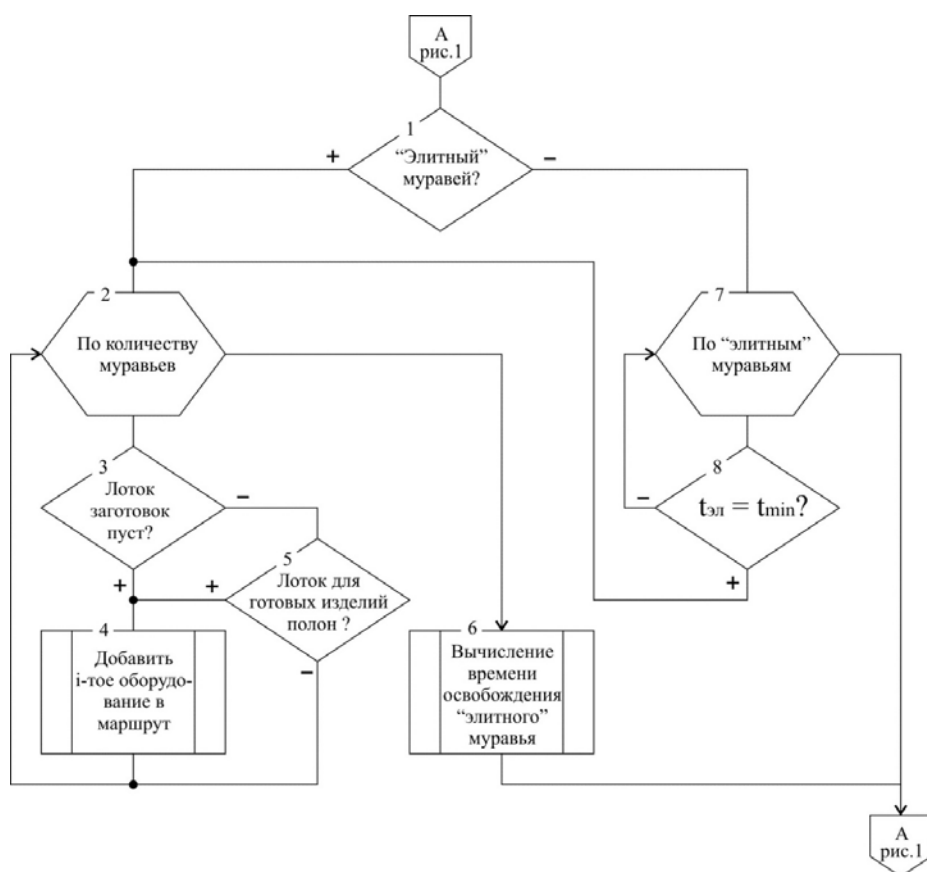 А
рис.1
1
“Элитный”
муравей?
+
−
2
По количеству
муравьев
7
По “элитным”
муравьям
3
Лоток
заготовок
пуст?
−
+
8
tэл = tmin?
−
+
5
Лоток для
готовых изделий
полон ?
+
−
4
Добавить
i-тое оборудо-
вание в
маршрут
6
Вычисление
времени
освобождения
“элитного”
муравья
А
рис.1